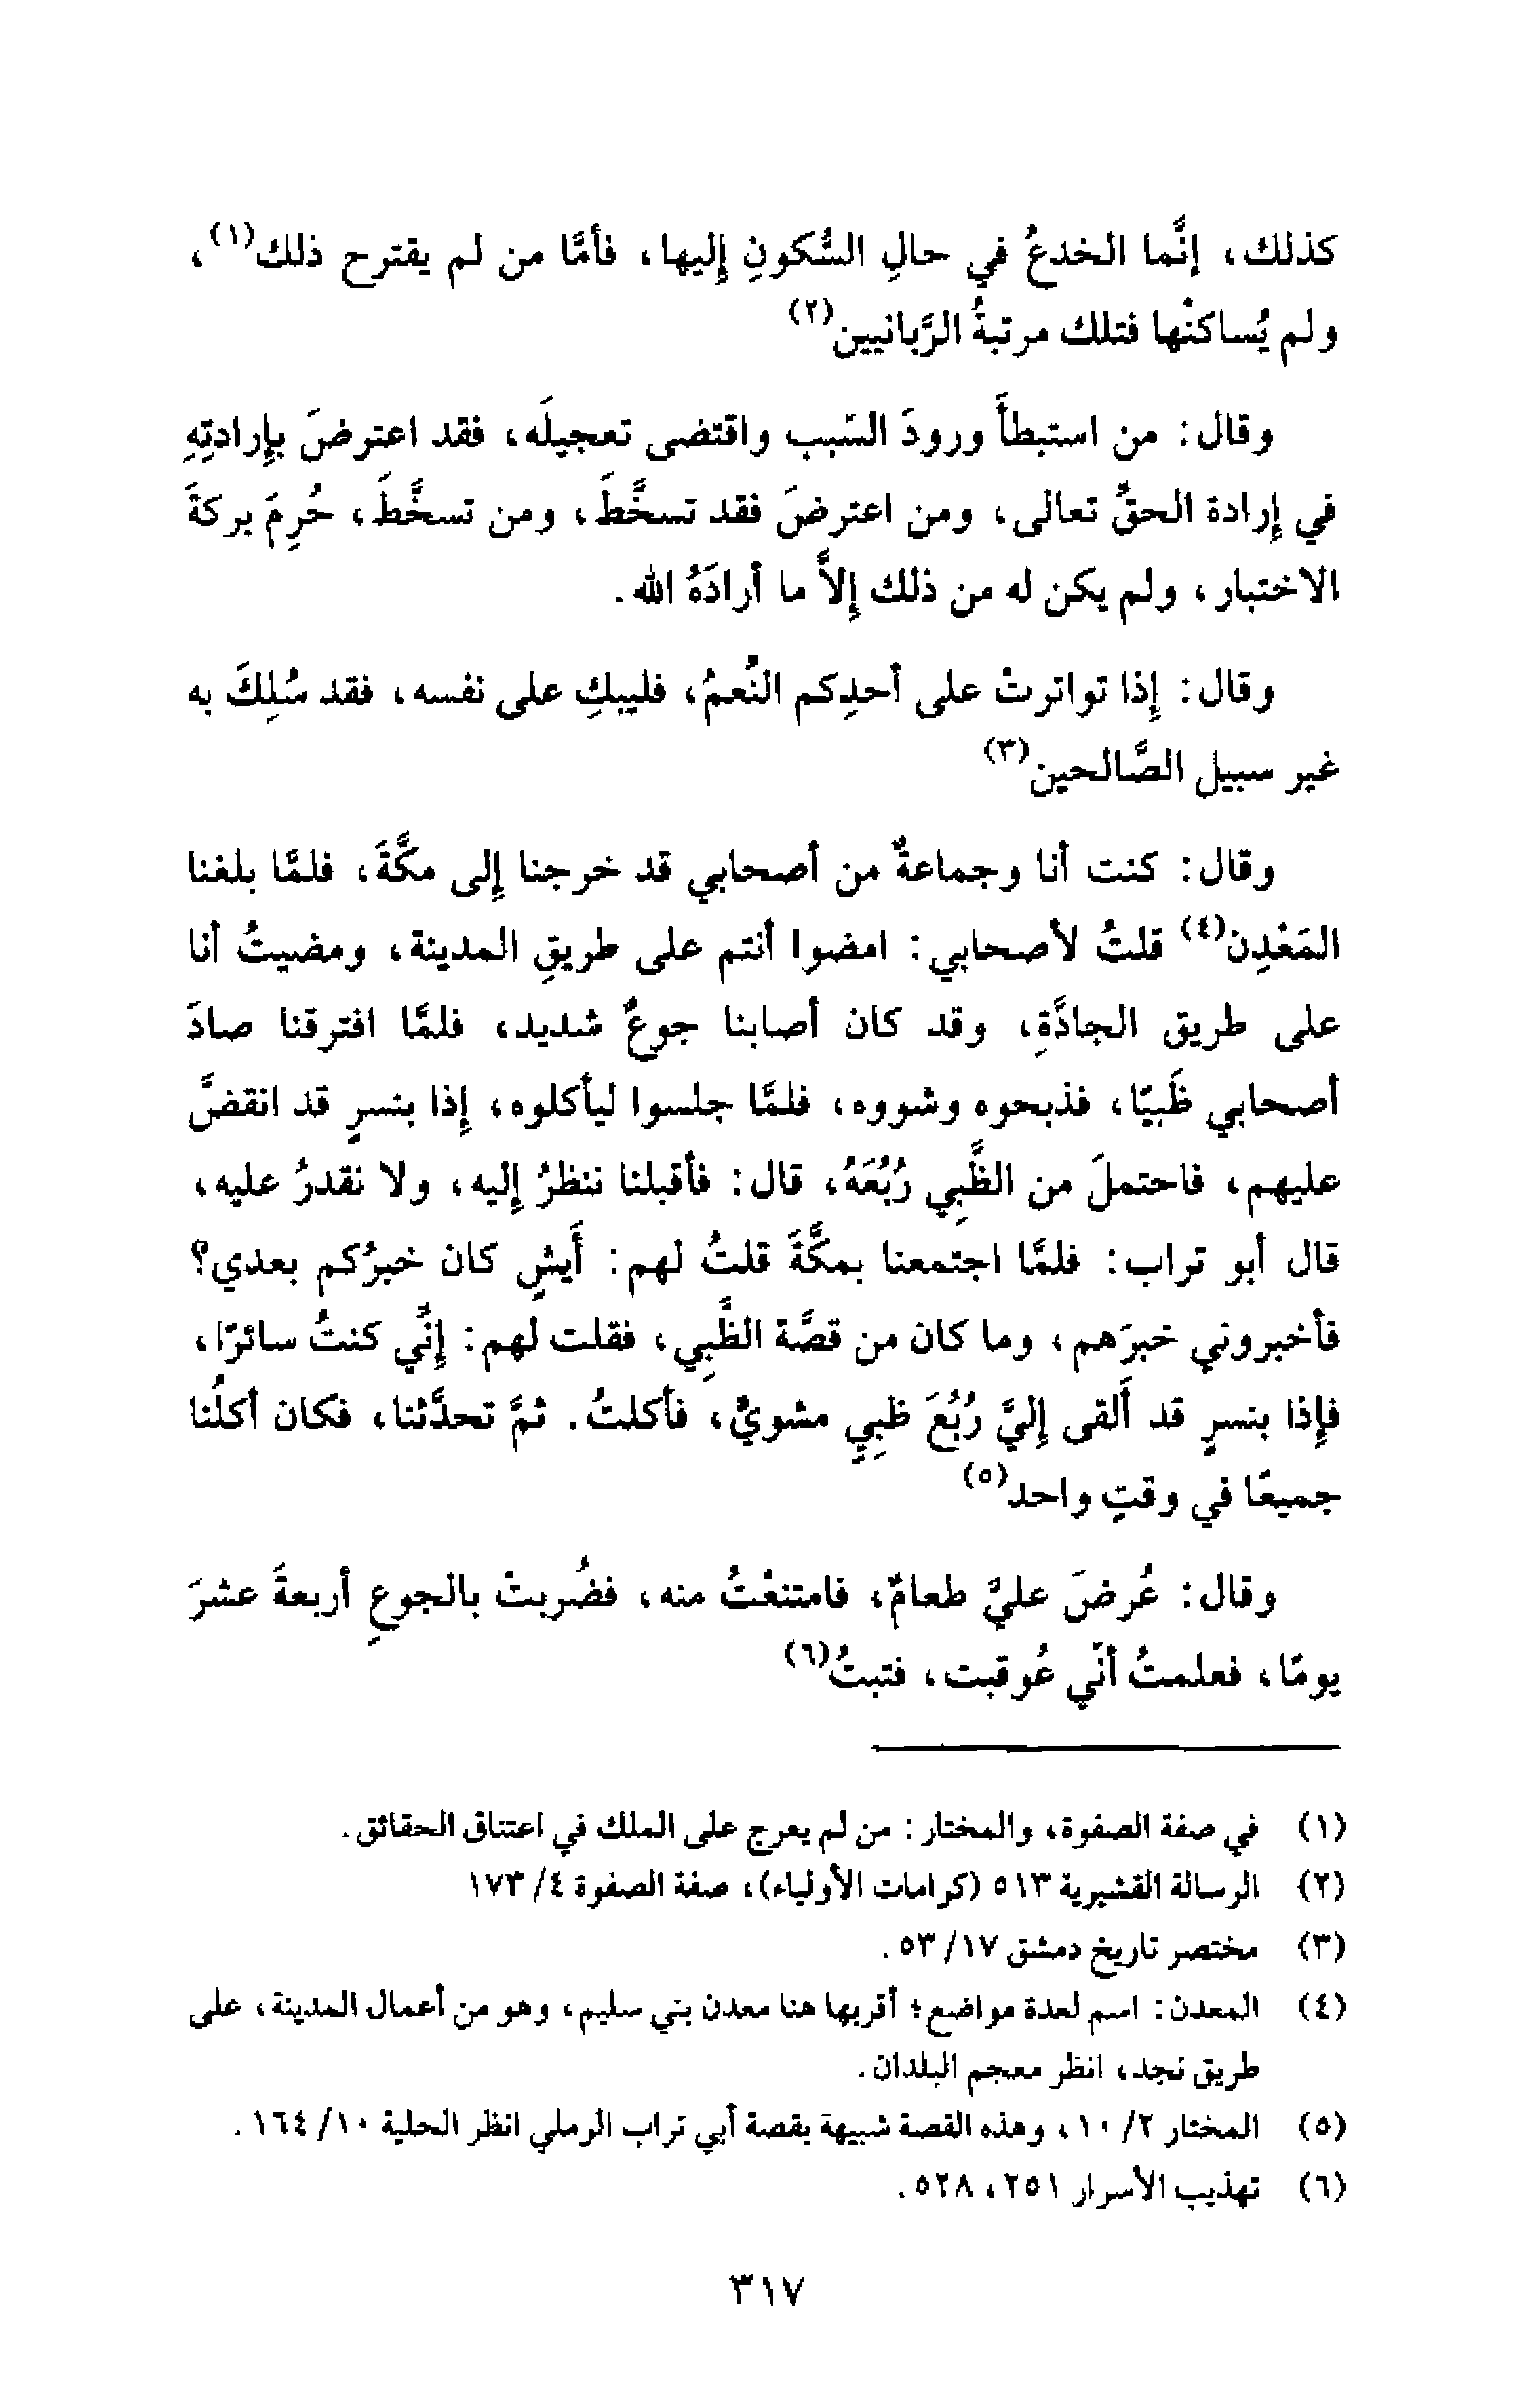 كذلك، إنَّما الخدعُ في حالِ السُّكونِ إليها، فأمَّا من لم يقترح ذلك(١)،
ولم يُساكنْها فتلك مرتبةُ الرَّبانيين(٢)
وقال: من استبطأَ ورودَ السَّبب واقتضى تعجيلَه، فقد اعترضَ بإرادتِهِ
في إرادة الحقِّ تعالى، ومن اعترضَ فقد تسخَّطَ، ومن تسخَّطَ، حُرِمَ بركةَ
الاختبار، ولم يكن له من ذلك إلاَّ ما أرادَهُ الله.
وقال: إذا تواترتْ على أحدِكم النُعمُ، فليبكِ على نفسه، فقد سُلِكَ به
غير سبيل الصَّالحين(٣)
وقال: كنت أنا وجماعةٌ من أصحابي قد خرجنا إلى مكَّةَ، فلمَّا بلغنا
المَعْدِن(٤) قلتُ لأصحابي: امضوا أنتم على طريقِ المدينة، ومضيتُ أنا
على طريق الجادَّةِ، وقد كان أصابنا جوعٌ شديد، فلمَّا افترقنا صادَ
أصحابي ظَبيًا، فذبحوه وشووه، فلمَّا جلسوا ليأكلوه، إذا بنسرٍ قد انقضَّ
عليهم، فاحتملَ من الظَّبِي رُبُعَهُ، قال: فأقبلنا ننظرُ إليه، ولا نقدرُ عليه،
قال أبو تراب: فلمَّا اجتمعنا بمكَّةَ قلتُ لهم: أَيشٍ كان خبرُكم بعدي؟
فأخبروني خبرَهم، وما كان من قصَّة الظَّبِي، فقلت لهم: إنِّي كنتُ سائرًا،
فإذا بنسرٍ قد أَلقى إليَّ رُبُعَ ظبِيٍ مشويٍّ، فأكلتُ. ثمَّ تحدَّثنا، فكان أكلُنا
جميعًا في وقتٍ واحد(٥)
وقال: عُرضَ عليَّ طعامٌ، فامتنعْتُ منه، فضُربتْ بالجوعِ أربعةَ عشرَ
يومًا، فعلمتُ أنّي عُوقبت، فتبتُ(٦)
(١) في صفة الصفوة، والمختار: من لم يعرج على الملك في اعتناق الحقائق.
(٢) الرسالة القشيرية ٥١٣ (كرامات الأولياء)، صفة الصفوة ٤/ ١٧٣
(٣) مختصر تاريخ دمشق ١٧/ ٥٣.
(٤) المعدن: اسم لعدة مواضع؛ أقربها هنا معدن بني سليم، وهو من أعمال المدينة، على
طريق نجد، انظر معجم البلدان.
(٥) المختار ٢/ ١٠، وهذه القصة شبيهة بقصة أبي تراب الرملي انظر الحلية ١٠/ ١٦٤.
(٦) تهذيب الأسرار ٢٥١، ٥٢٨.
٣١٧